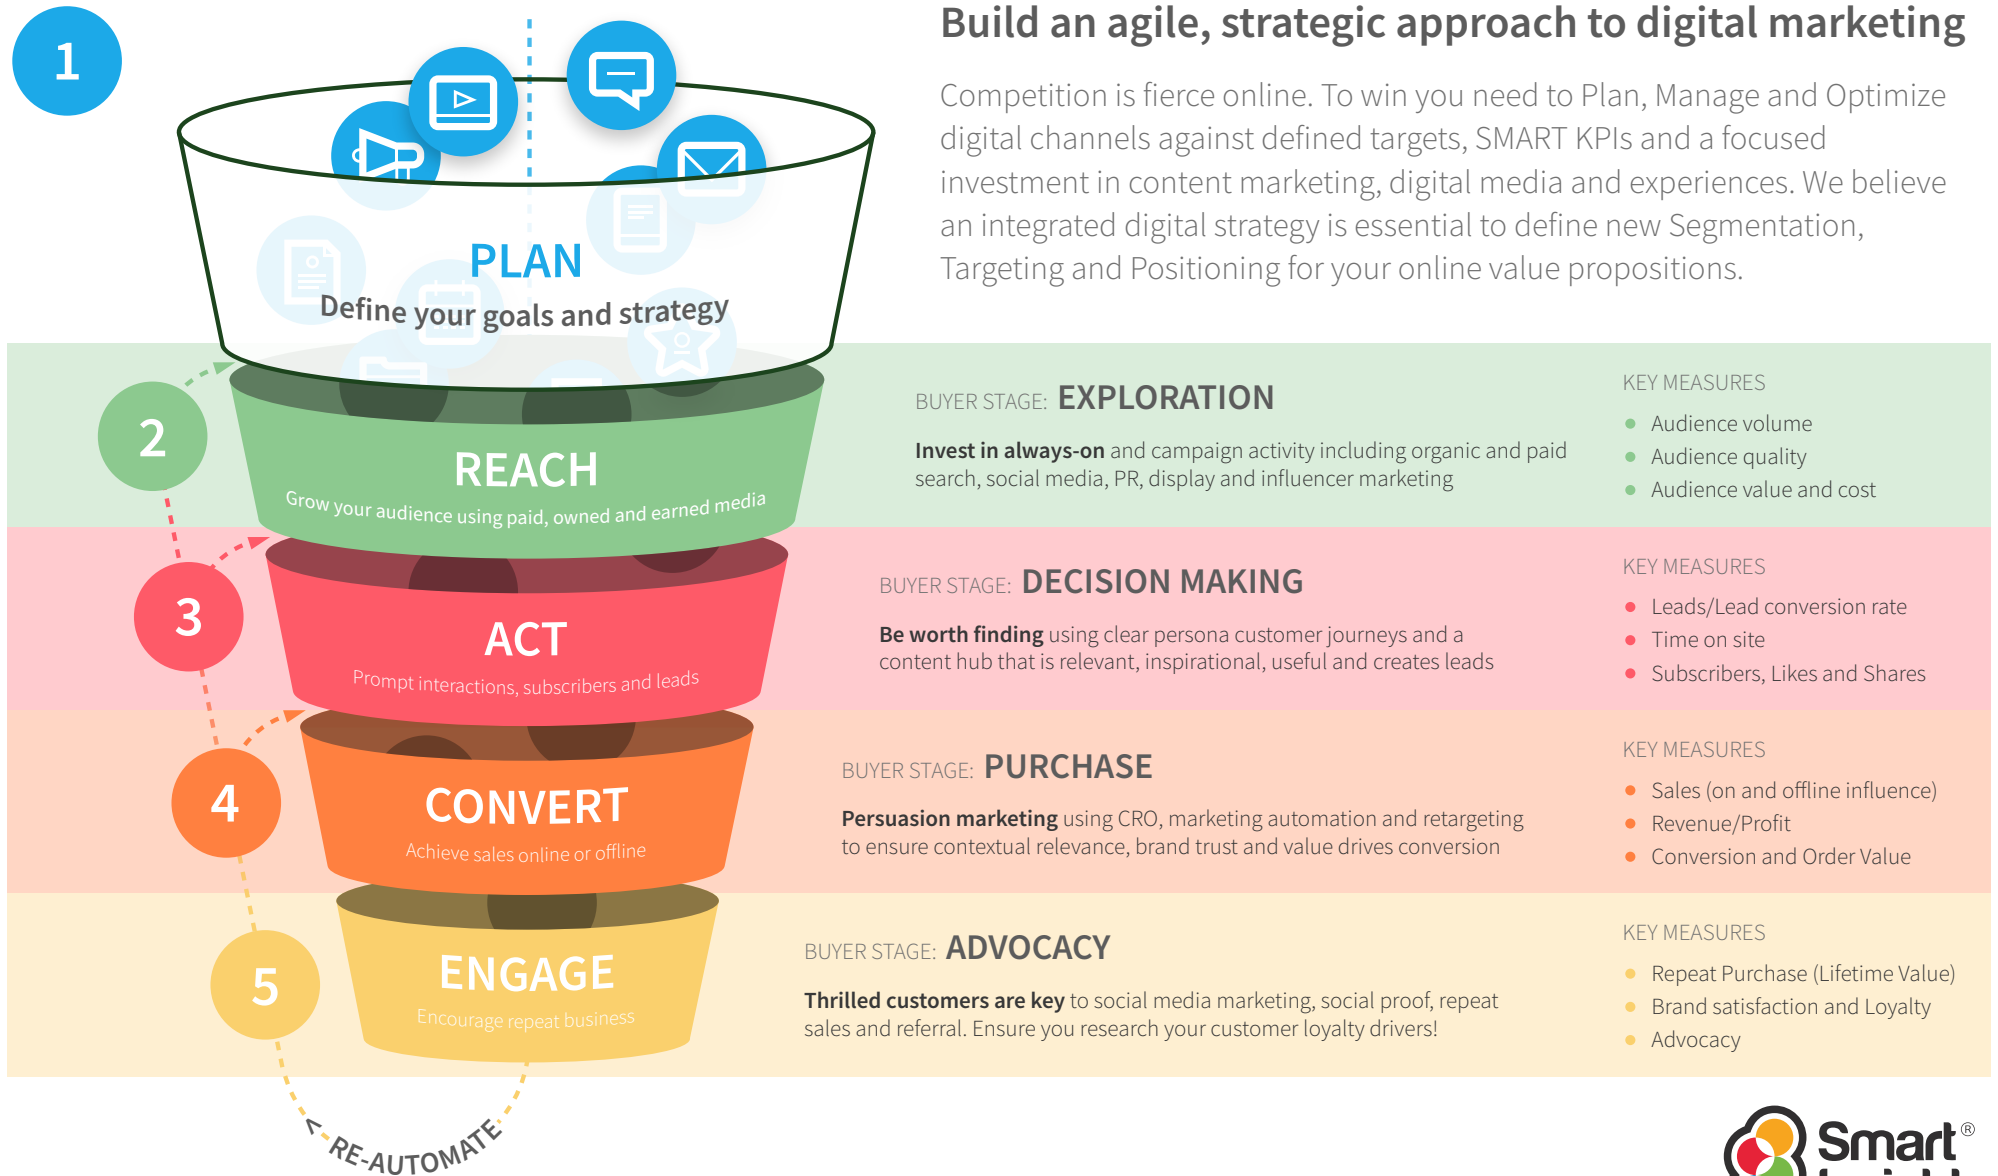 1
Build an agile, strategic approach to digital marketing
Competition is fierce online. To win you need to Plan, Manage and Optimize
digital channels against defined targets, SMART KPIs and a focused
investment in content marketing, digital media and experiences. We believe
an integrated digital strategy is essential to define new Segmentation,
Targeting and Positioning for your online value propositions.
PLAN
Define your goals and strategy
2
REACH
Grow your audience using paid, owned and earned media
BUYER STAGE: EXPLORATION
Invest in always-on and campaign activity including organic and paid
search, social media, PR, display and influencer marketing
KEY MEASURES
Audience volume
Audience quality
Audience value and cost
3
ACT
Prompt interactions, subscribers and leads
BUYER STAGE: DECISION MAKING
Be worth finding using clear persona customer journeys and a
content hub that is relevant, inspirational, useful and creates leads
KEY MEASURES
Leads/Lead conversion rate
Time on site
Subscribers, Likes and Shares
4
CONVERT
Achieve sales online or offline
BUYER STAGE: PURCHASE
Persuasion marketing using CRO, marketing automation and retargeting
to ensure contextual relevance, brand trust and value drives conversion
KEY MEASURES
Sales (on and offline influence)
Revenue/Profit
Conversion and Order Value
5
ENGAGE
Encourage repeat business
BUYER STAGE: ADVOCACY
Thrilled customers are key to social media marketing, social proof, repeat
sales and referral. Ensure you research your customer loyalty drivers!
KEY MEASURES
Repeat Purchase (Lifetime Value)
Brand satisfaction and Loyalty
Advocacy
< RE-AUTOMATE
Smart®